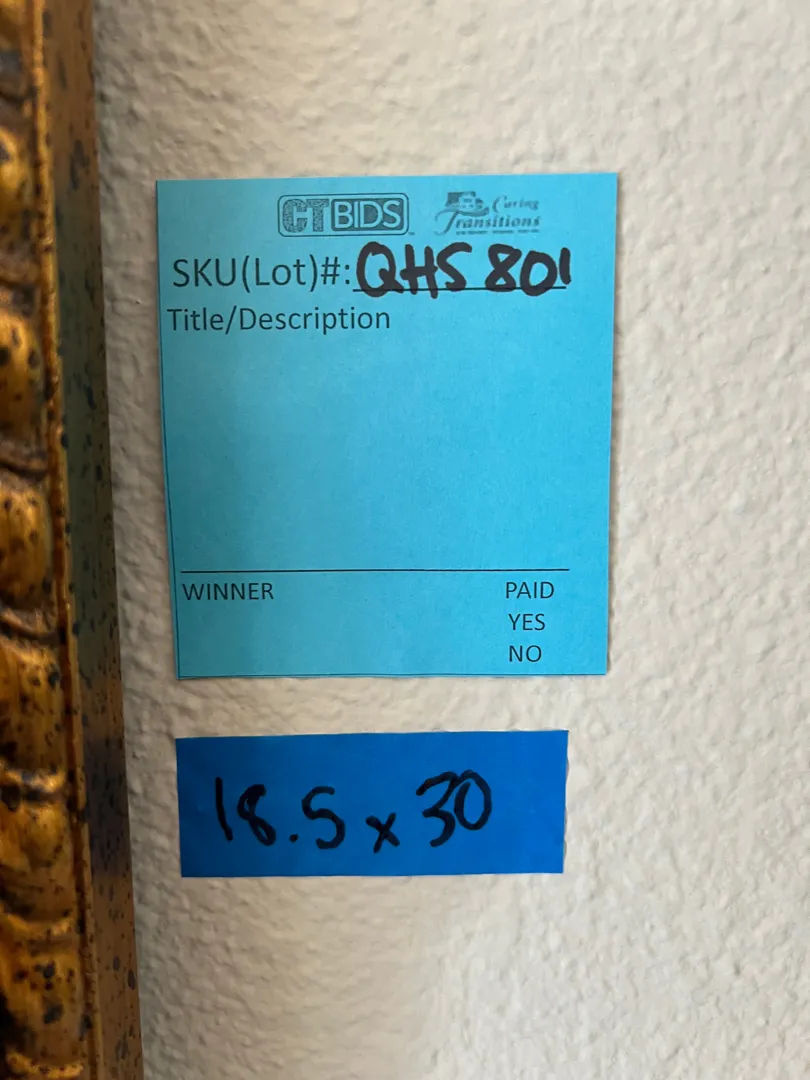 CTBIDS
Caring
Transitions
SKU(Lot)#: QHS 801
Title/Description
WINNER
PAID
YES
NO
18.5 x 30